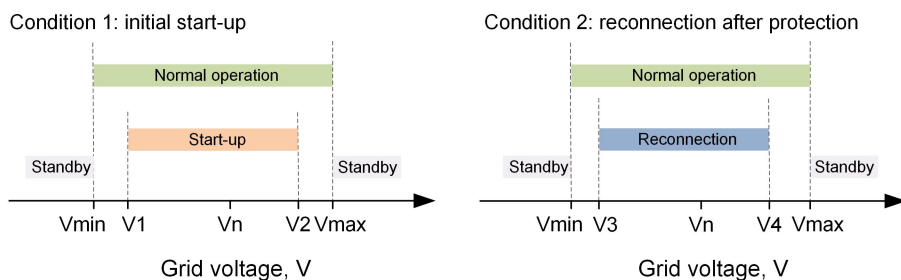 Condition 1: initial start-up
Normal operation
Start-up
Standby
Standby
Vmin V1 Vn V2 Vmax
Grid voltage, V
Condition 2: reconnection after protection
Normal operation
Reconnection
Standby
Standby
Vmin V3 Vn V4 Vmax
Grid voltage, V